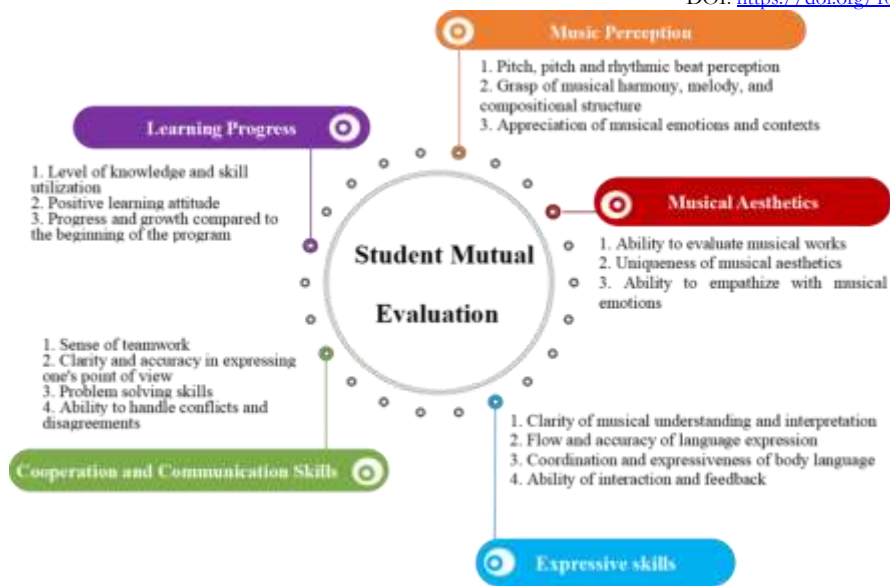 DOI: https://doi.org/10
Music Perception
1. Pitch, pitch and rhythmic beat perception
2. Grasp of musical harmony, melody, and
compositional structure
3. Appreciation of musical emotions and contexts
Learning Progress
1. Level of knowledge and skill
utilization
2. Positive learning attitude
3. Progress and growth compared to
the beginning of the program
Musical Aesthetics
1. Ability to evaluate musical works
2. Uniqueness of musical aesthetics
3. Ability to empathize with musical
emotions
Student Mutual
Evaluation
1. Sense of teamwork
2. Clarity and accuracy in expressing
one's point of view
3. Problem solving skills
4. Ability to handle conflicts and
disagreements
Cooperation and Communication Skills
1. Clarity of musical understanding and interpretation
2. Flow and accuracy of language expression
3. Coordination and expressiveness of body language
4. Ability of interaction and feedback
Expressive skills